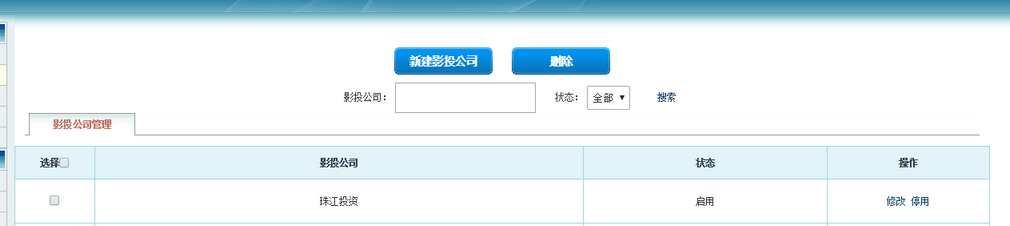 新建影投公司 删除
影投公司： 状态： 全部 搜索
影投公司管理
选择 影投公司 状态 操作
珠江投资 启用 修改 停用